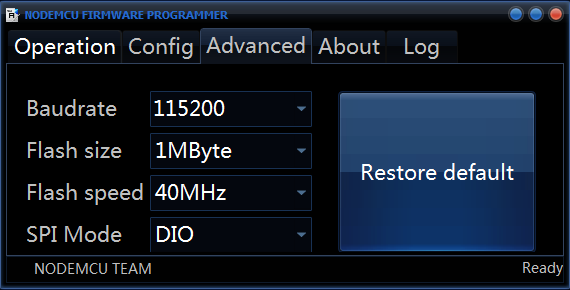 NODEMCU FIRMWARE PROGRAMMER
Operation Config Advanced About Log
Baudrate 115200
Flash size 1MByte
Flash speed 40MHz
SPI Mode DIO
Restore default
NODEMCU TEAM Ready